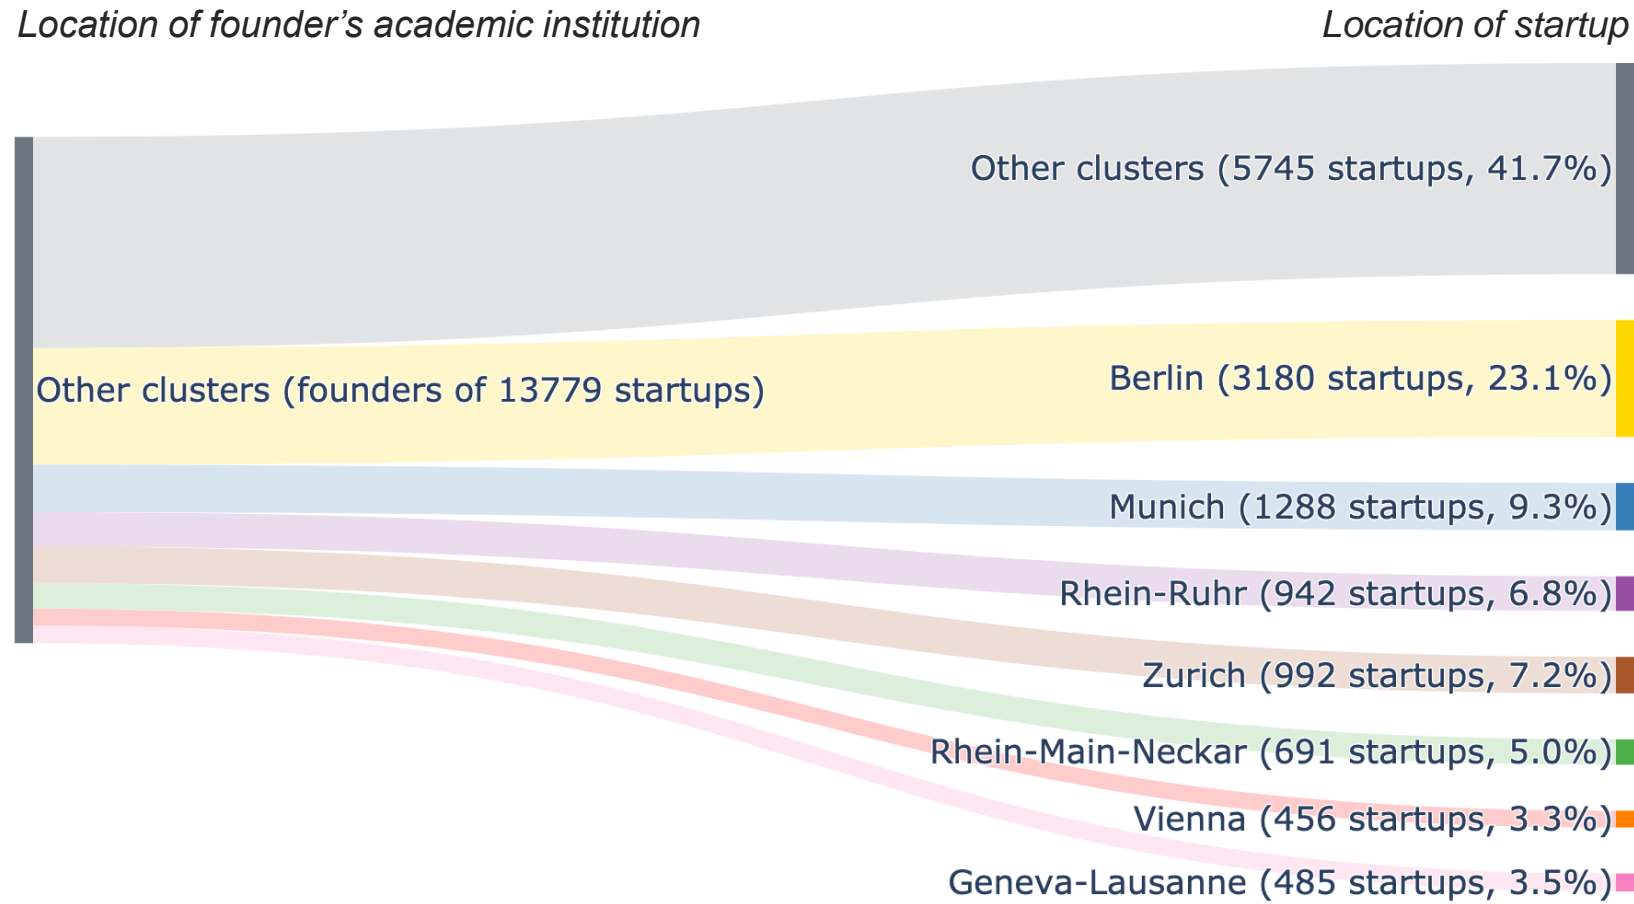 Location of founder’s academic institution
Location of startup
Other clusters (5745 startups, 41.7%)
Berlin (3180 startups, 23.1%)
Other clusters (founders of 13779 startups)
Munich (1288 startups, 9.3%)
Rhein-Ruhr (942 startups, 6.8%)
Zurich (992 startups, 7.2%)
Rhein-Main-Neckar (691 startups, 5.0%)
Vienna (456 startups, 3.3%)
Geneva-Lausanne (485 startups, 3.5%)